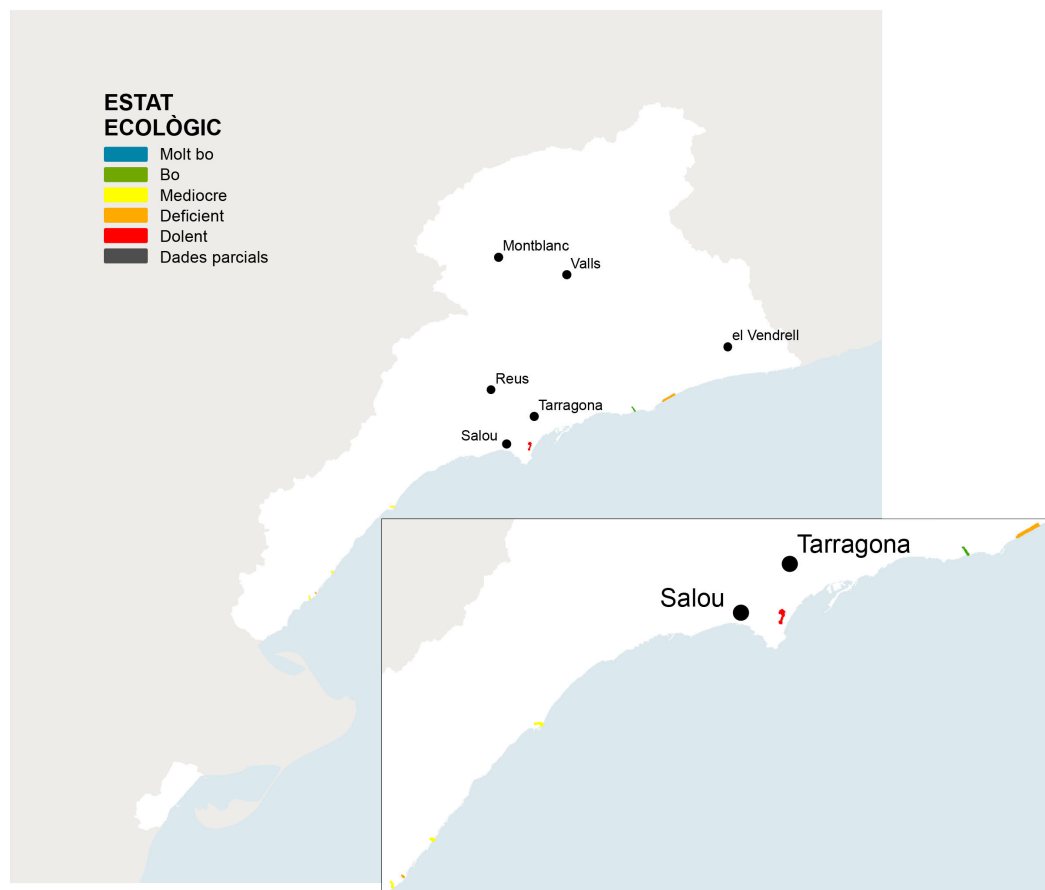 ESTAT
ECOLÒGIC
Molt bo
Bo
Mediocre
Deficient
Dolent
Dades parcials
Montblanc
Valls
el Vendrell
Reus
Tarragona
Salou
Tarragona
Salou